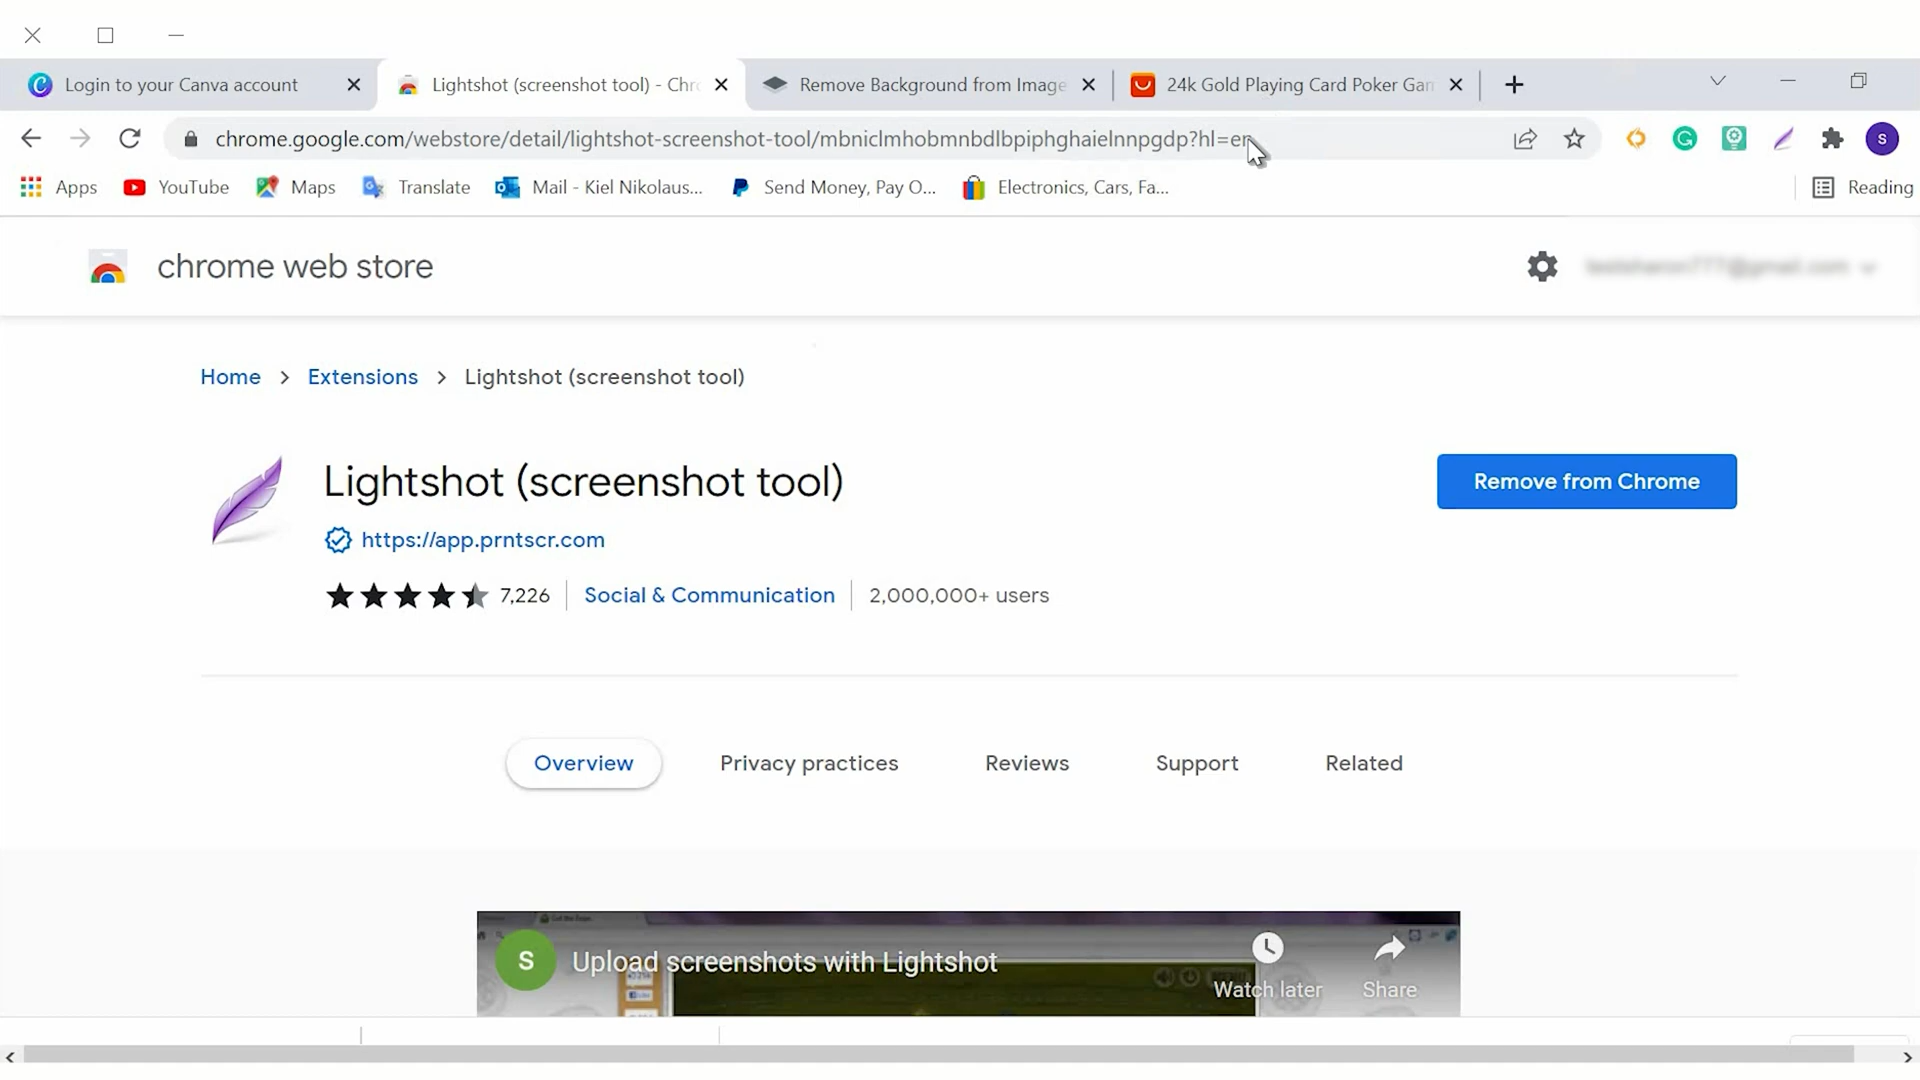 Login to your Canva account
Lightshot (screenshot tool) - Chr
Remove Background from Image
24k Gold Playing Card Poker Gam
chrome.google.com/webstore/detail/lightshot-screenshot-tool/mbniclmhobmnbdlbpiphghaielnnpgdp?hl=en
S
Apps
YouTube
Maps
Translate
Mail - Kiel Nikolaus...
Send Money, Pay O...
Electronics, Cars, Fa...
Reading
chrome web store
Home > Extensions > Lightshot (screenshot tool)
Lightshot (screenshot tool)
Remove from Chrome
https://app.prntscr.com
7,226
Social & Communication
2,000,000+ users
Overview
Privacy practices
Reviews
Support
Related
S
Upload screenshots with Lightshot
Watch later
Share